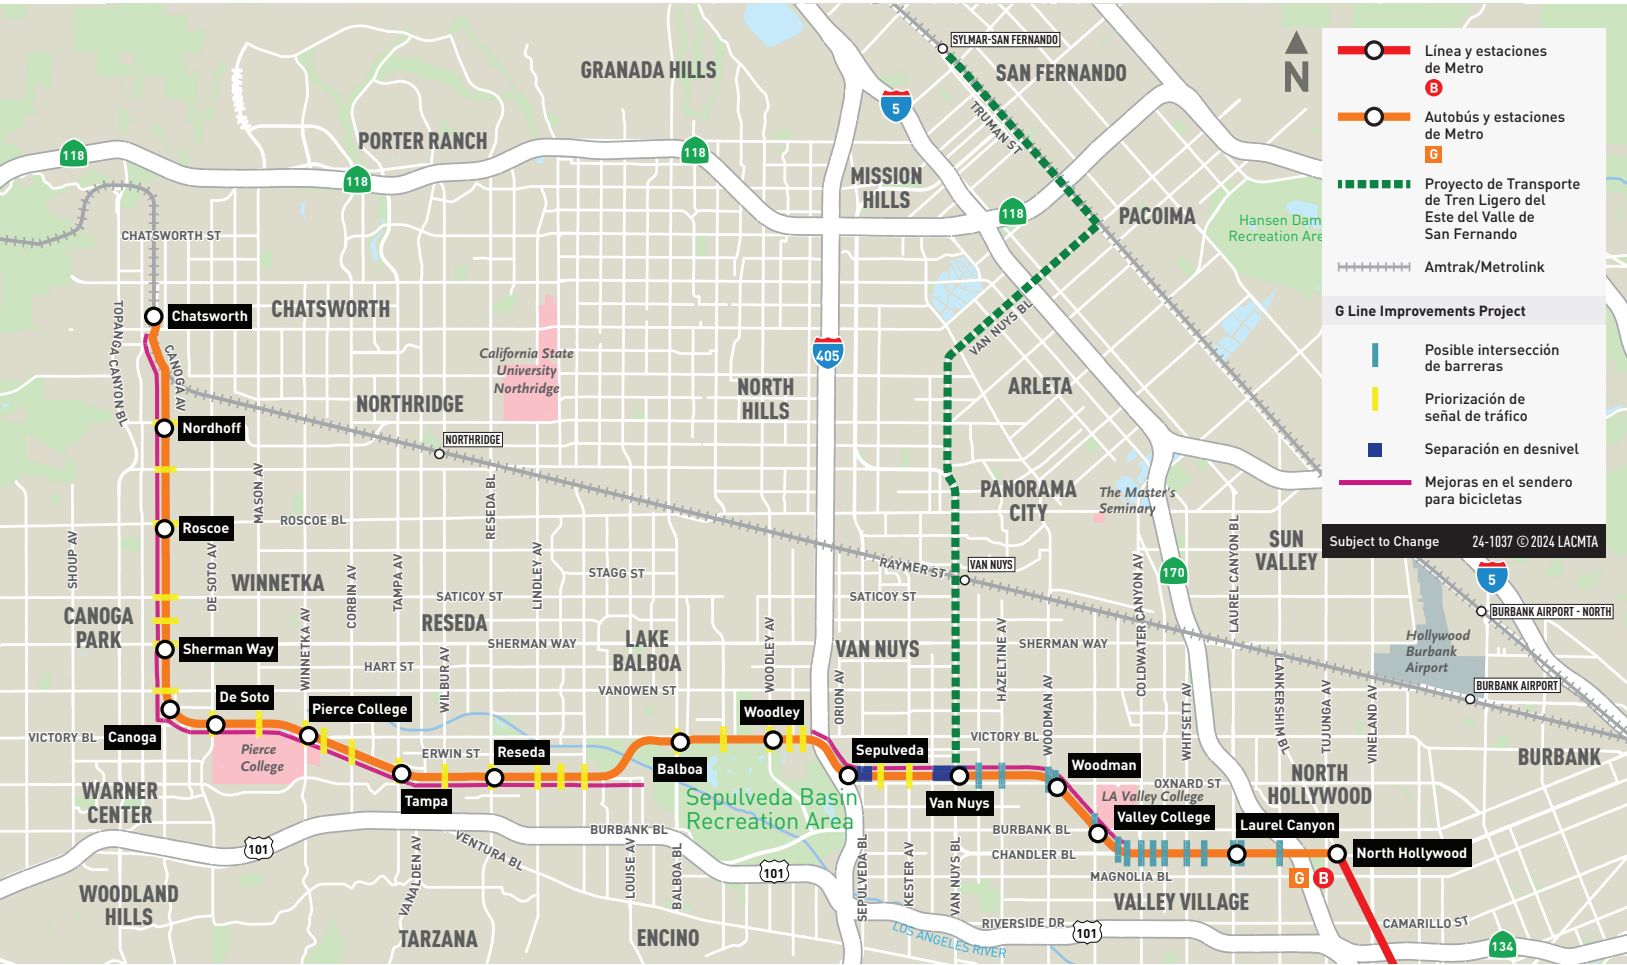 SYLMAR-SAN FERNANDO
GRANADA HILLS
SAN FERNANDO
N
5
TRUMAN ST
PORTER RANCH
118
118
118
MISSION
HILLS
118
PACOIMA
Hansen Dam
Recreation Are
CHATSWORTH ST
Chatsworth
CHATSWORTH
TOPANGA CANYON BL
CANOGA AV
California State
University
Northridge
405
VAN NUYS BL
NORTH
HILLS
ARLETA
NORTHRIDGE
Nordhoff
NORTHRIDGE
MASON AV
RESEDA BL
PANORAMA
CITY
The Master's
Seminary
Roscoe
ROSCOE BL
SHOUP AV
DE SOTO AV
WINNETKA
CORBIN AV
TAMPA AV
LINDLEY AV
STAGG ST
RAYMER ST
VAN NUYS
170
COLDWATER CANYON AV
LAUREL CANYON BL
SUN
VALLEY
5
BURBANK AIRPORT - NORTH
SATICOY ST
SATICOY ST
CANOGA
PARK
WINNETKA AV
RESEDA
SHERMAN WAY
LAKE
BALBOA
WOODLEY AV
VAN NUYS
HAZELTINE AV
SHERMAN WAY
Hollywood
Burbank
Airport
Sherman Way
HART ST
WILBUR AV
VANOWEN ST
ORION AV
WOODMAN AV
WHITSETT AV
LANKERSHIM BL
TUJUNGA AV
VINELAND AV
BURBANK AIRPORT
De Soto
Pierce College
Woodley
VICTORY BL
Canoga
Pierce
College
ERWIN ST
Reseda
Balboa
Sepulveda
VICTORY BL
Woodman
BURBANK
WARNER
CENTER
Tampa
Sepulveda Basin
Recreation Area
Van Nuys
OXNARD ST
LA Valley College
Valley College
NORTH
HOLLYWOOD
Laurel Canyon
BURBANK BL
BURBANK BL
CHANDLER BL
North Hollywood
101
VENTURA BL
VANALDEN AV
LOUISE AV
BALBOA BL
101
SEPULVEDA BL
KESTER AV
VAN NUYS BL
MAGNOLIA BL
G
B
WOODLAND
HILLS
VALLEY VILLAGE
TARZANA
ENCINO
LOS ANGELES RIVER
RIVERSIDE DR
101
CAMARILLO ST
134
Línea y estaciones
de Metro
B
Autobús y estaciones
de Metro
G
Proyecto de Transporte
de Tren Ligero del
Este del Valle de
San Fernando
Amtrak/Metrolink
G Line Improvements Project
Posible intersección
de barreras
Priorización de
señal de tráfico
Separación en desnivel
Mejoras en el sendero
para bicicletas
Subject to Change
24-1037 © 2024 LACMTA